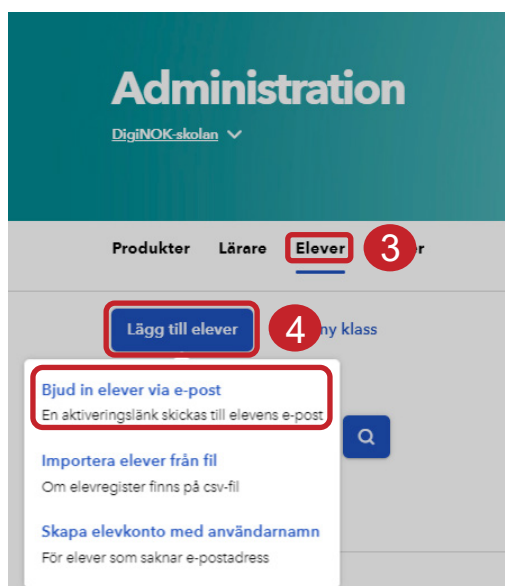 Administration
DigiNOK-skolan
Produkter Lärare Elever 3 r
Lägg till elever 4 ny klass
Bjud in elever via e-post
En aktiveringslänk skickas till elevens e-post
Importera elever från fil
Om elevregister finns på csv-fil
Skapa elevkonto med användarnamn
För elever som saknar e-postadress